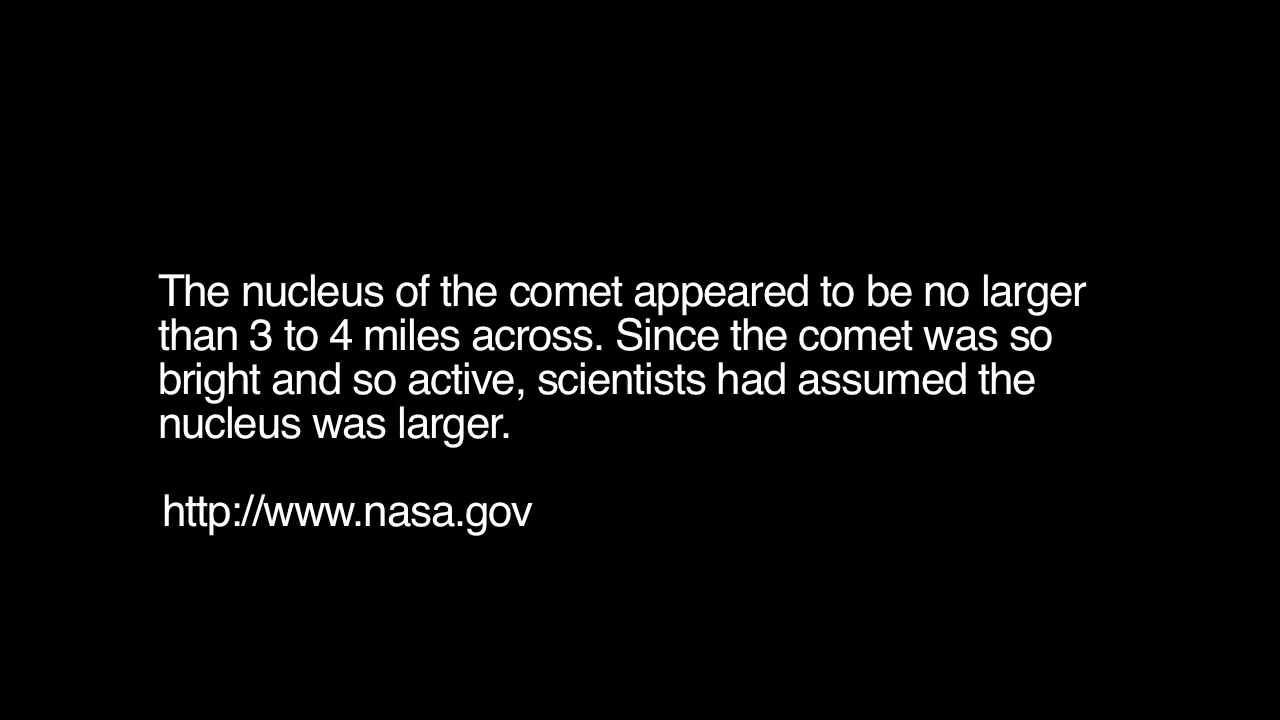 The nucleus of the comet appeared to be no larger
than 3 to 4 miles across. Since the comet was so
bright and so active, scientists had assumed the
nucleus was larger.
http://www.nasa.gov